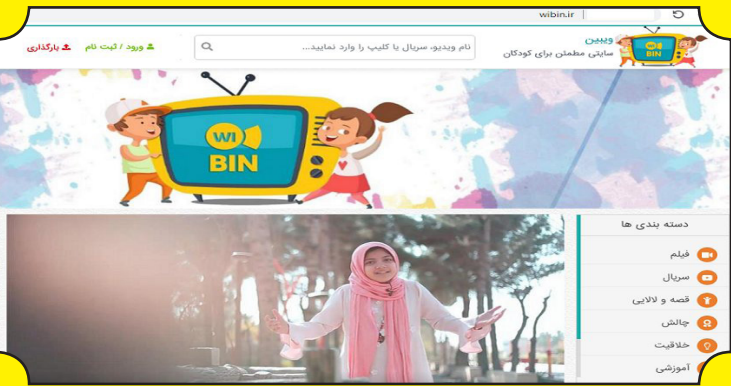 wibin.ir
ویبین
سایتی مطمئن برای کودکان
WI
BIN
نام ویدیو، سریال یا کلیپ را وارد نمایید...
ورود / ثبت نام
بارگذاری
WI
BIN
دسته بندی ها
فیلم
سریال
قصه و لالایی
چالش
خلاقیت
آموزشی